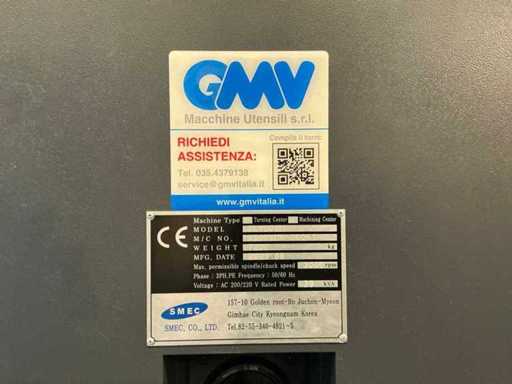 GMV
Macchine Utensili s.r.l.
RICHIEDI
ASSISTENZA:
Compila il form:
Tel. 035.4379138
service@gmvitalia.it
www.gmvitalia.it
CE
Machine Type Turning Center Machining Center
MODEL
M/C NO.
WEIGHT kg
MFG. DATE
Max. permissible spindle/chuck speed rpm
Phase : 3PH.PE Frequency : 50/60 Hz
Voltage : AC 200/220 V Rated Power kVA
SMEC
SMEC, CO., LTD.
157-10 Golden root-Ro Juchon-Myeon
Gimhae City Kyeongnam Korea
Tel.82-55-340-4821~5